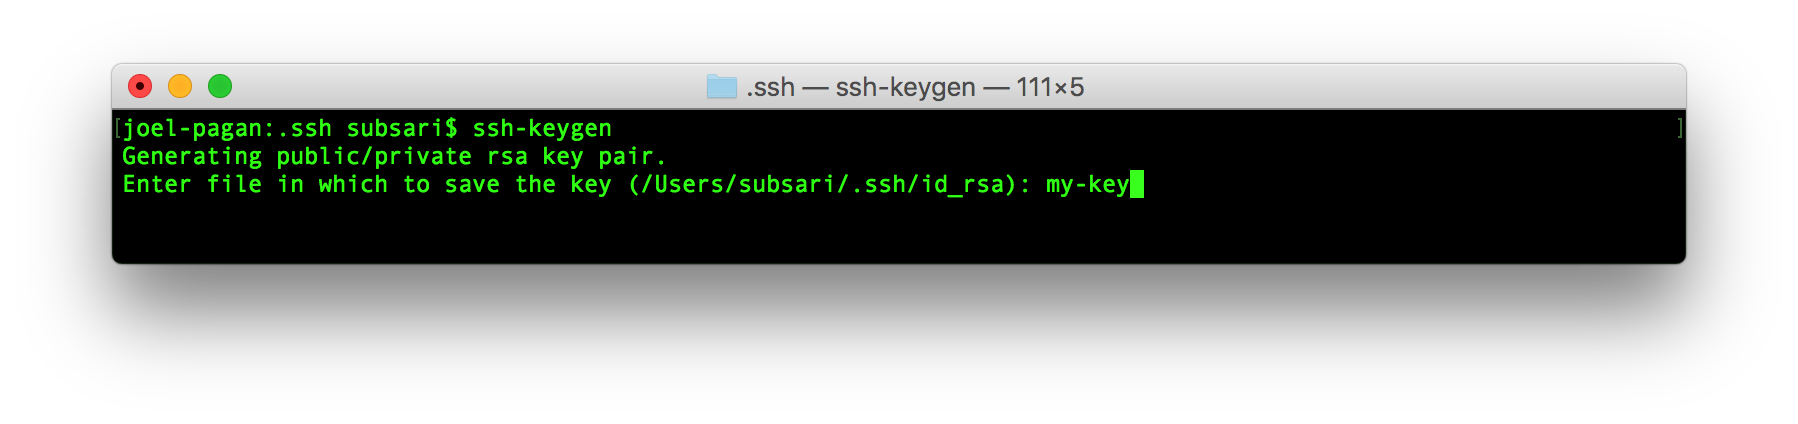 .ssh — ssh-keygen — 111×5
[joel-pagan:.ssh subsari$ ssh-keygen ]
Generating public/private rsa key pair.
Enter file in which to save the key (/Users/subsari/.ssh/id_rsa): my-key